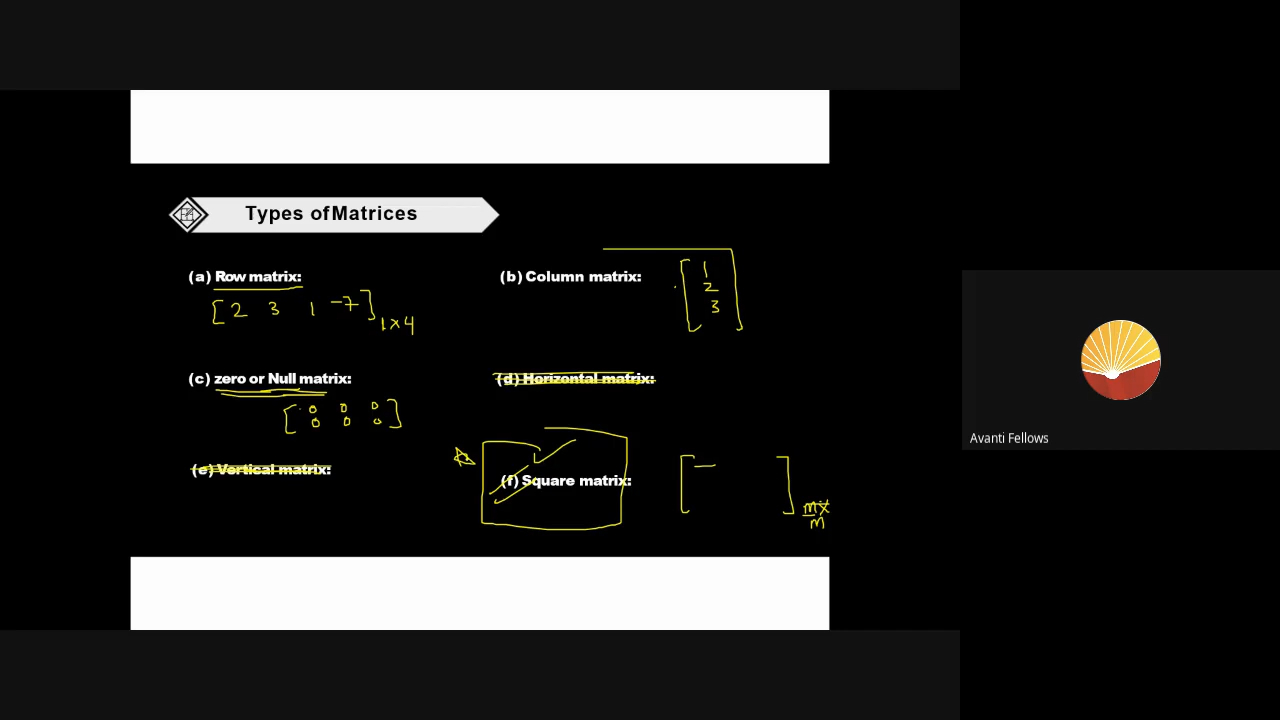 Types of Matrices
(a) Row matrix:
[2 3 1 -7] 1×4
(b) Column matrix:
[1
2
3]
(c) zero or Null matrix:
[0 0 0
0 0 0]
(d) Horizontal matrix:
(e) Vertical matrix:
(f) Square matrix:
[ ] m×
m
Avanti Fellows